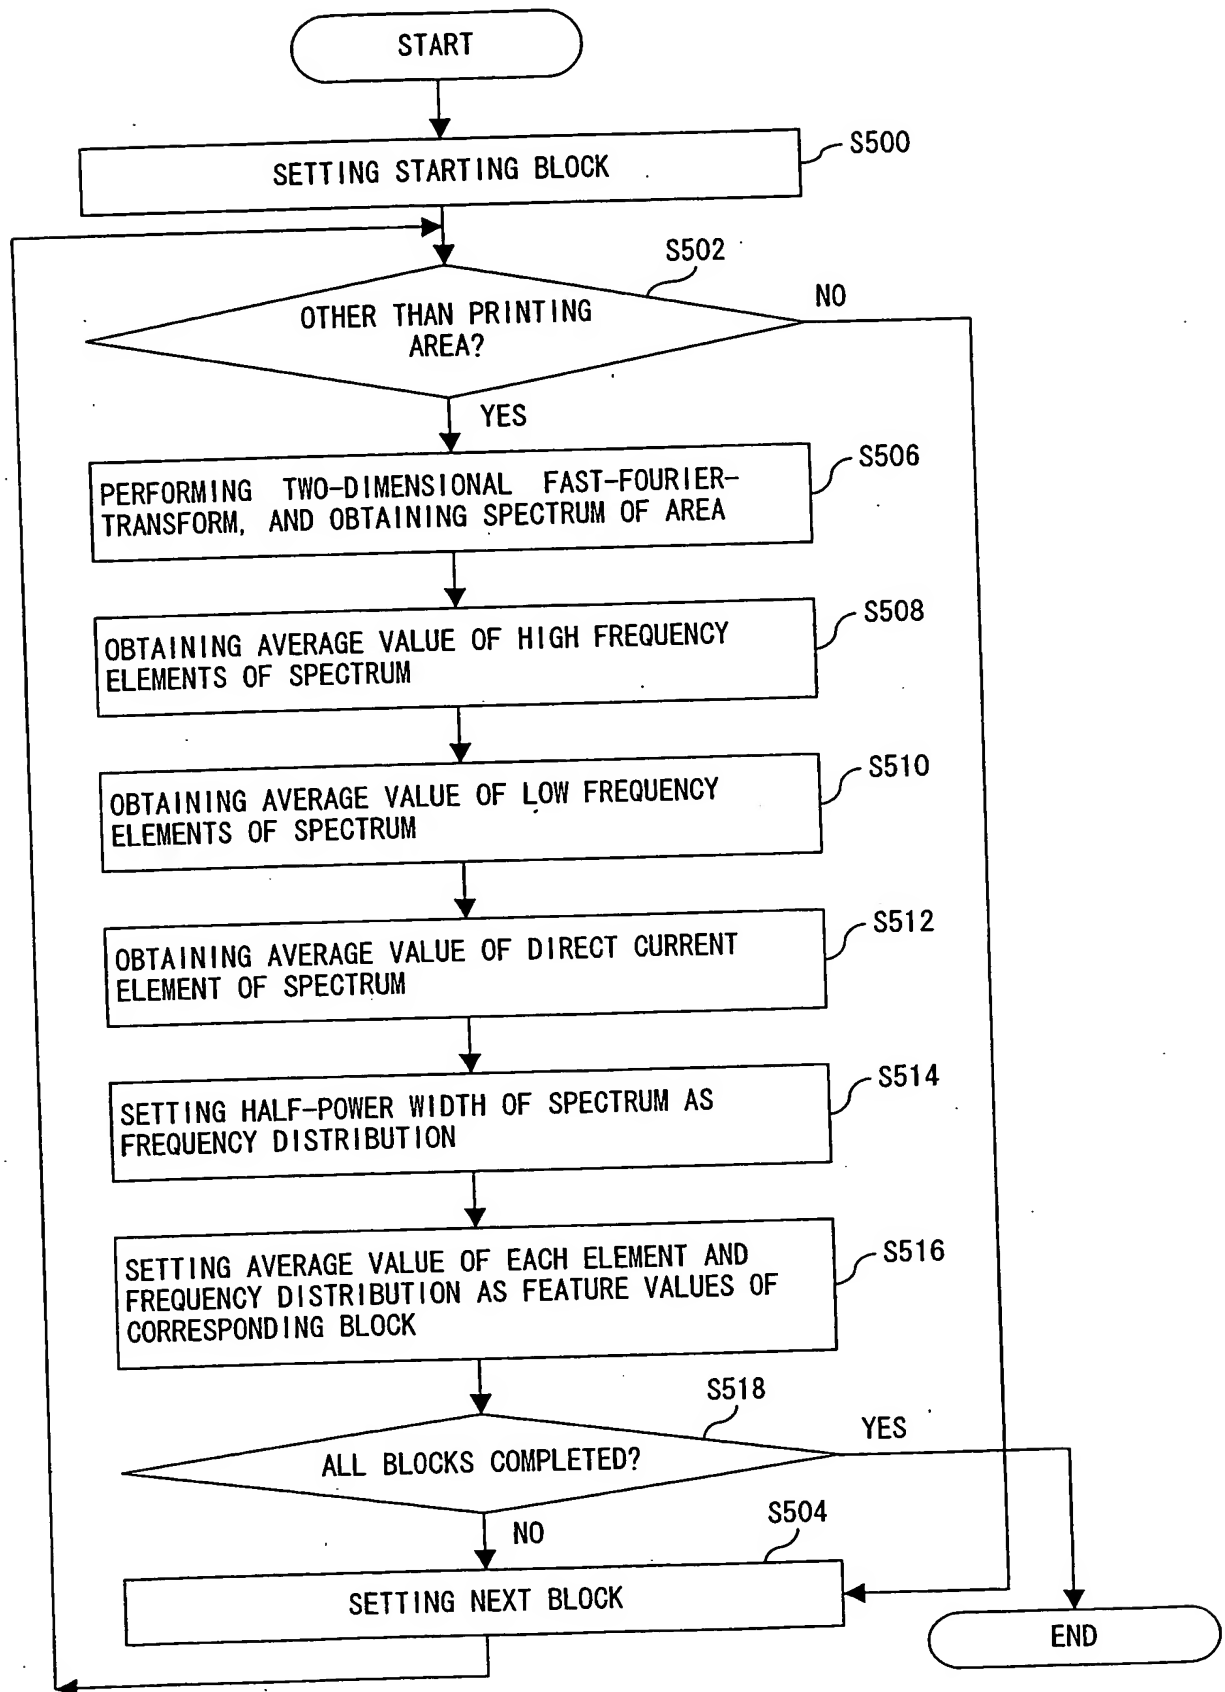 START
SETTING STARTING BLOCK
S500
S502
OTHER THAN PRINTING
AREA?
NO
YES
S506
PERFORMING TWO-DIMENSIONAL FAST-FOURIER-
TRANSFORM, AND OBTAINING SPECTRUM OF AREA
S508
OBTAINING AVERAGE VALUE OF HIGH FREQUENCY
ELEMENTS OF SPECTRUM
S510
OBTAINING AVERAGE VALUE OF LOW FREQUENCY
ELEMENTS OF SPECTRUM
S512
OBTAINING AVERAGE VALUE OF DIRECT CURRENT
ELEMENT OF SPECTRUM
S514
SETTING HALF-POWER WIDTH OF SPECTRUM AS
FREQUENCY DISTRIBUTION
S516
SETTING AVERAGE VALUE OF EACH ELEMENT AND
FREQUENCY DISTRIBUTION AS FEATURE VALUES OF
CORRESPONDING BLOCK
S518
ALL BLOCKS COMPLETED?
YES
NO
S504
SETTING NEXT BLOCK
END